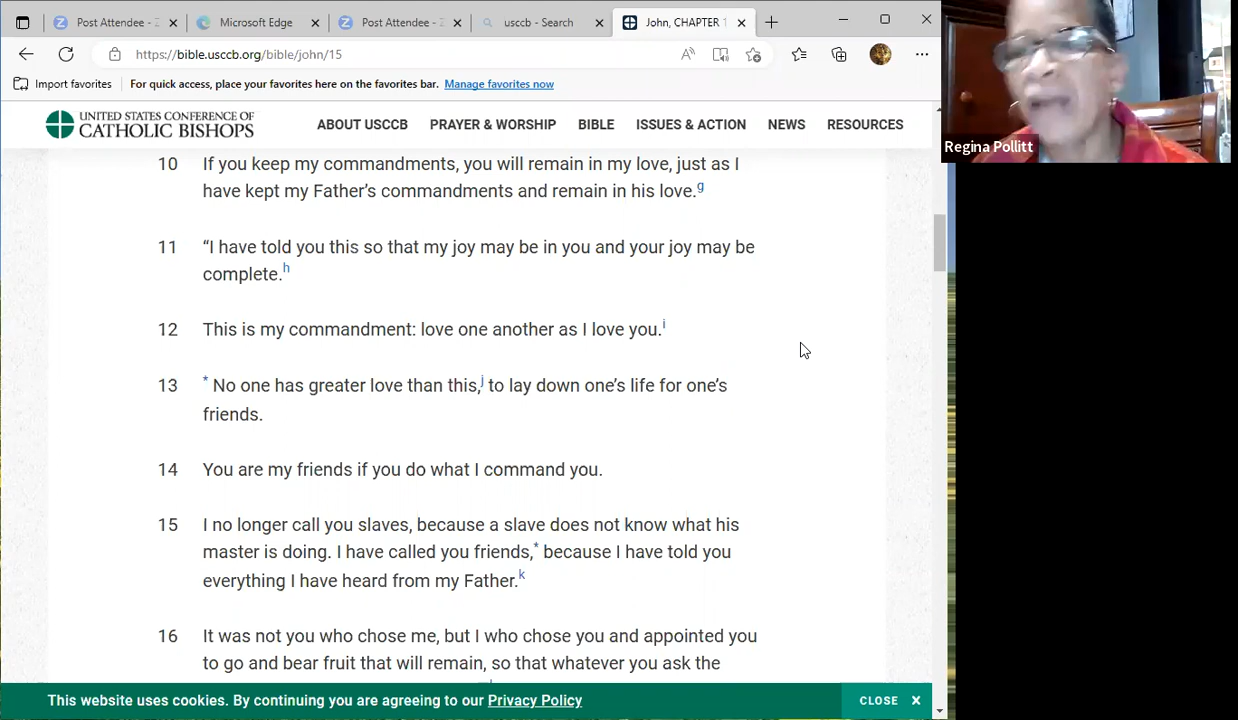 Post Attendee - Z
Microsoft Edge
Post Attendee - Z
usccb - Search
John, CHAPTER 1
https://bible.usccb.org/bible/john/15
Import favorites
For quick access, place your favorites here on the favorites bar. Manage favorites now
UNITED STATES CONFERENCE OF
CATHOLIC BISHOPS
ABOUT USCCB PRAYER & WORSHIP BIBLE ISSUES & ACTION NEWS RESOURCES
Regina Pollitt
10 If you keep my commandments, you will remain in my love, just as I
have kept my Father’s commandments and remain in his love.g
11 “I have told you this so that my joy may be in you and your joy may be
complete.h
12 This is my commandment: love one another as I love you.i
13 * No one has greater love than this,j to lay down one’s life for one’s
friends.
14 You are my friends if you do what I command you.
15 I no longer call you slaves, because a slave does not know what his
master is doing. I have called you friends,* because I have told you
everything I have heard from my Father.k
16 It was not you who chose me, but I who chose you and appointed you
to go and bear fruit that will remain, so that whatever you ask the
This website uses cookies. By continuing you are agreeing to our Privacy Policy
CLOSE X